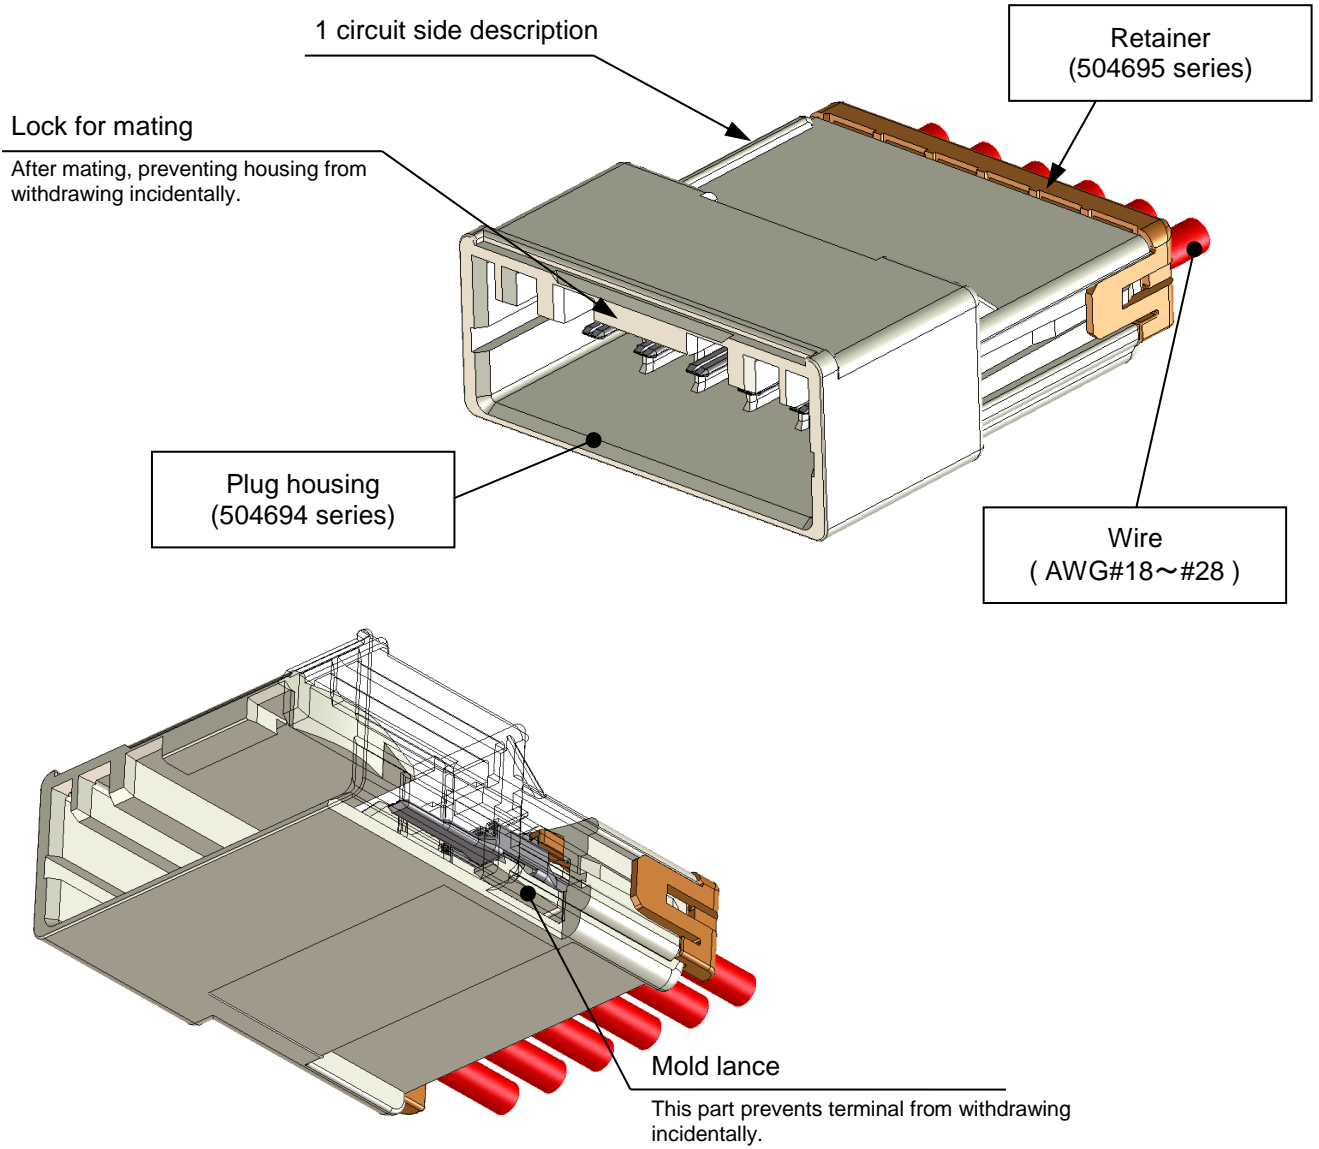 1 circuit side description
Retainer
(504695 series)
Lock for mating
After mating, preventing housing from
withdrawing incidentally.
Plug housing
(504694 series)
Wire
( AWG#18～#28 )
Mold lance
This part prevents terminal from withdrawing
incidentally.